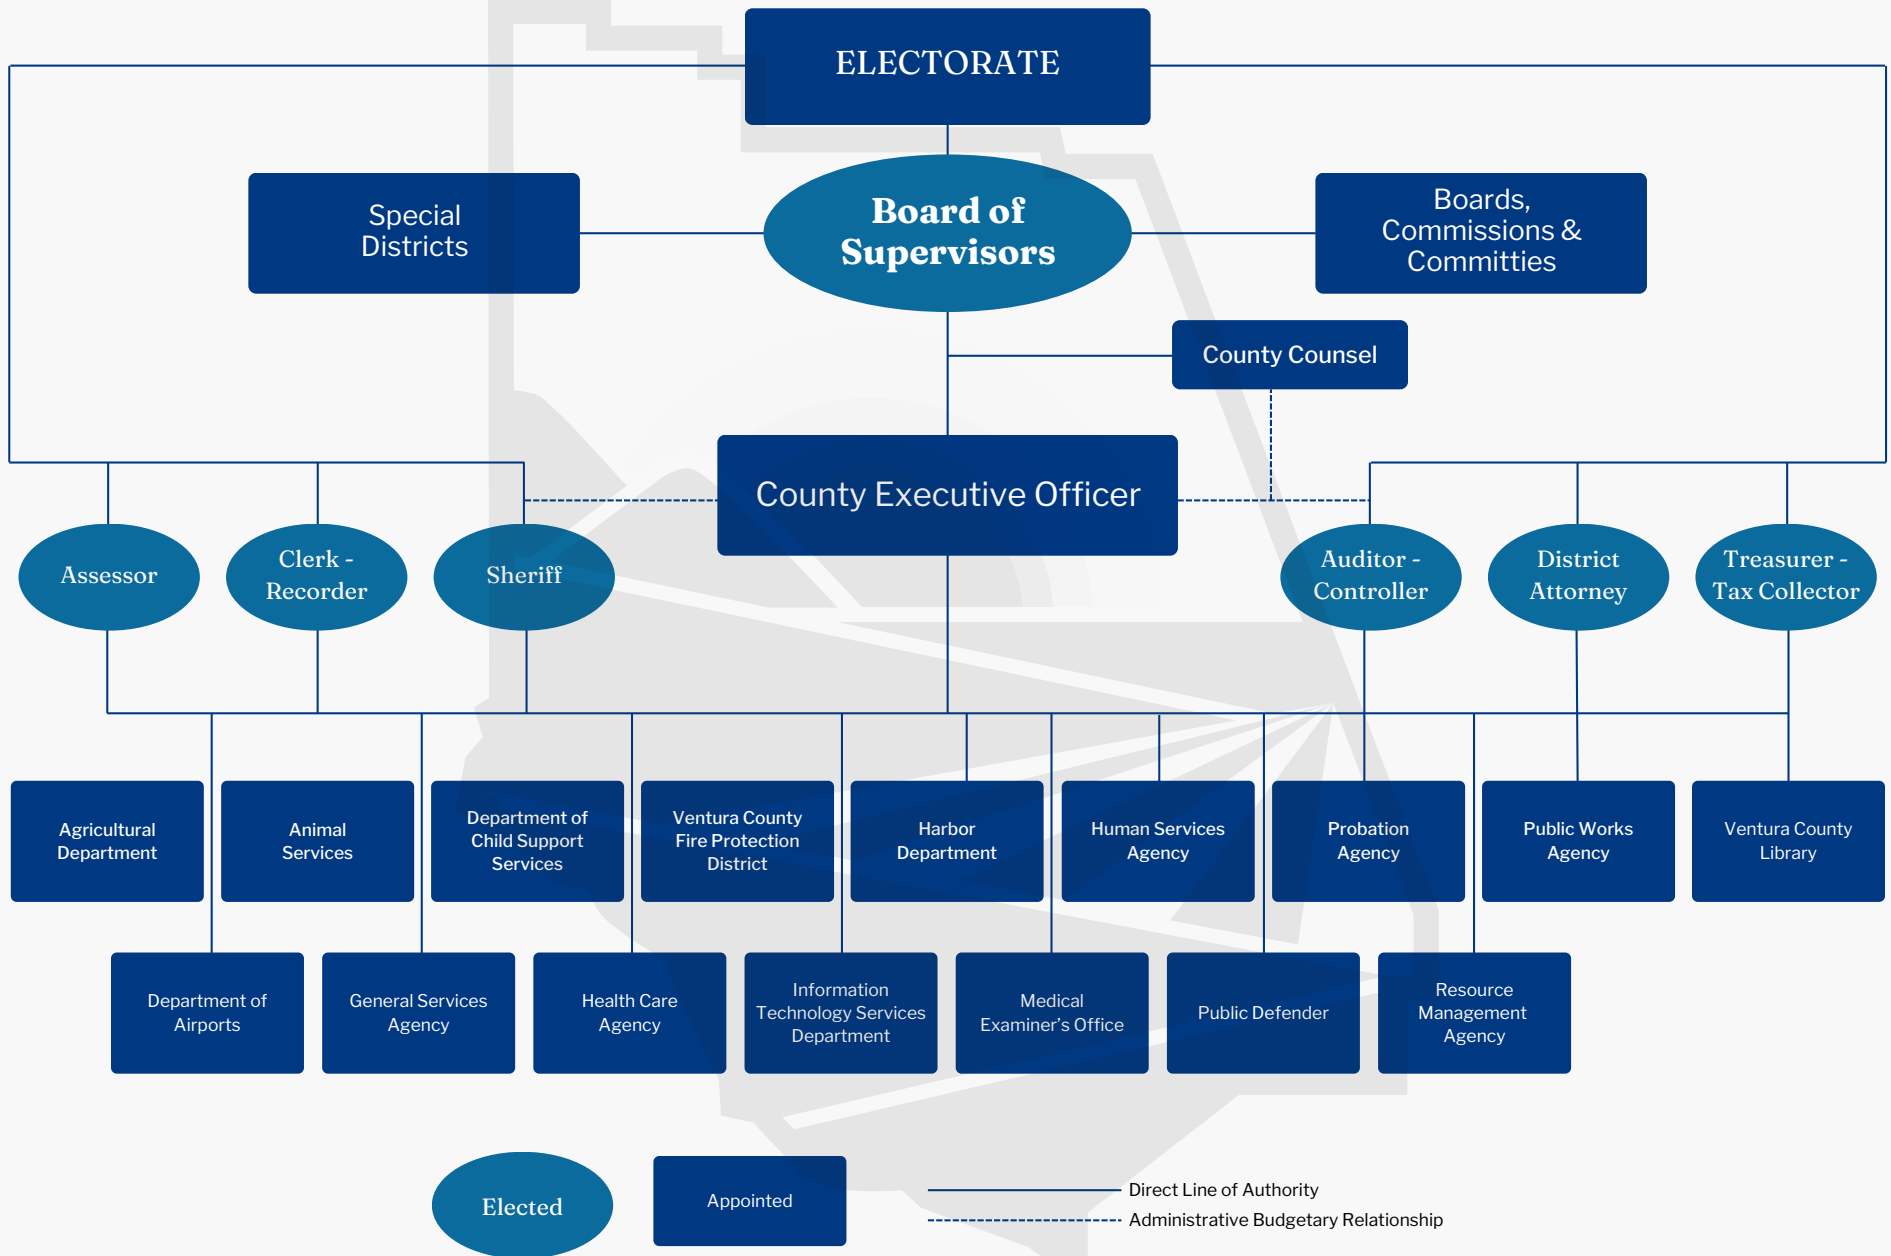 ELECTORATE
Special
Districts
Board of
Supervisors
Boards,
Commissions &
Committies
County Counsel
County Executive Officer
Assessor
Clerk -
Recorder
Sheriff
Auditor -
Controller
District
Attorney
Treasurer -
Tax Collector
Agricultural
Department
Animal
Services
Department of
Child Support
Services
Ventura County
Fire Protection
District
Harbor
Department
Human Services
Agency
Probation
Agency
Public Works
Agency
Ventura County
Library
Department of
Airports
General Services
Agency
Health Care
Agency
Information
Technology Services
Department
Medical
Examiner’s Office
Public Defender
Resource
Management
Agency
Elected
Appointed
Direct Line of Authority
Administrative Budgetary Relationship